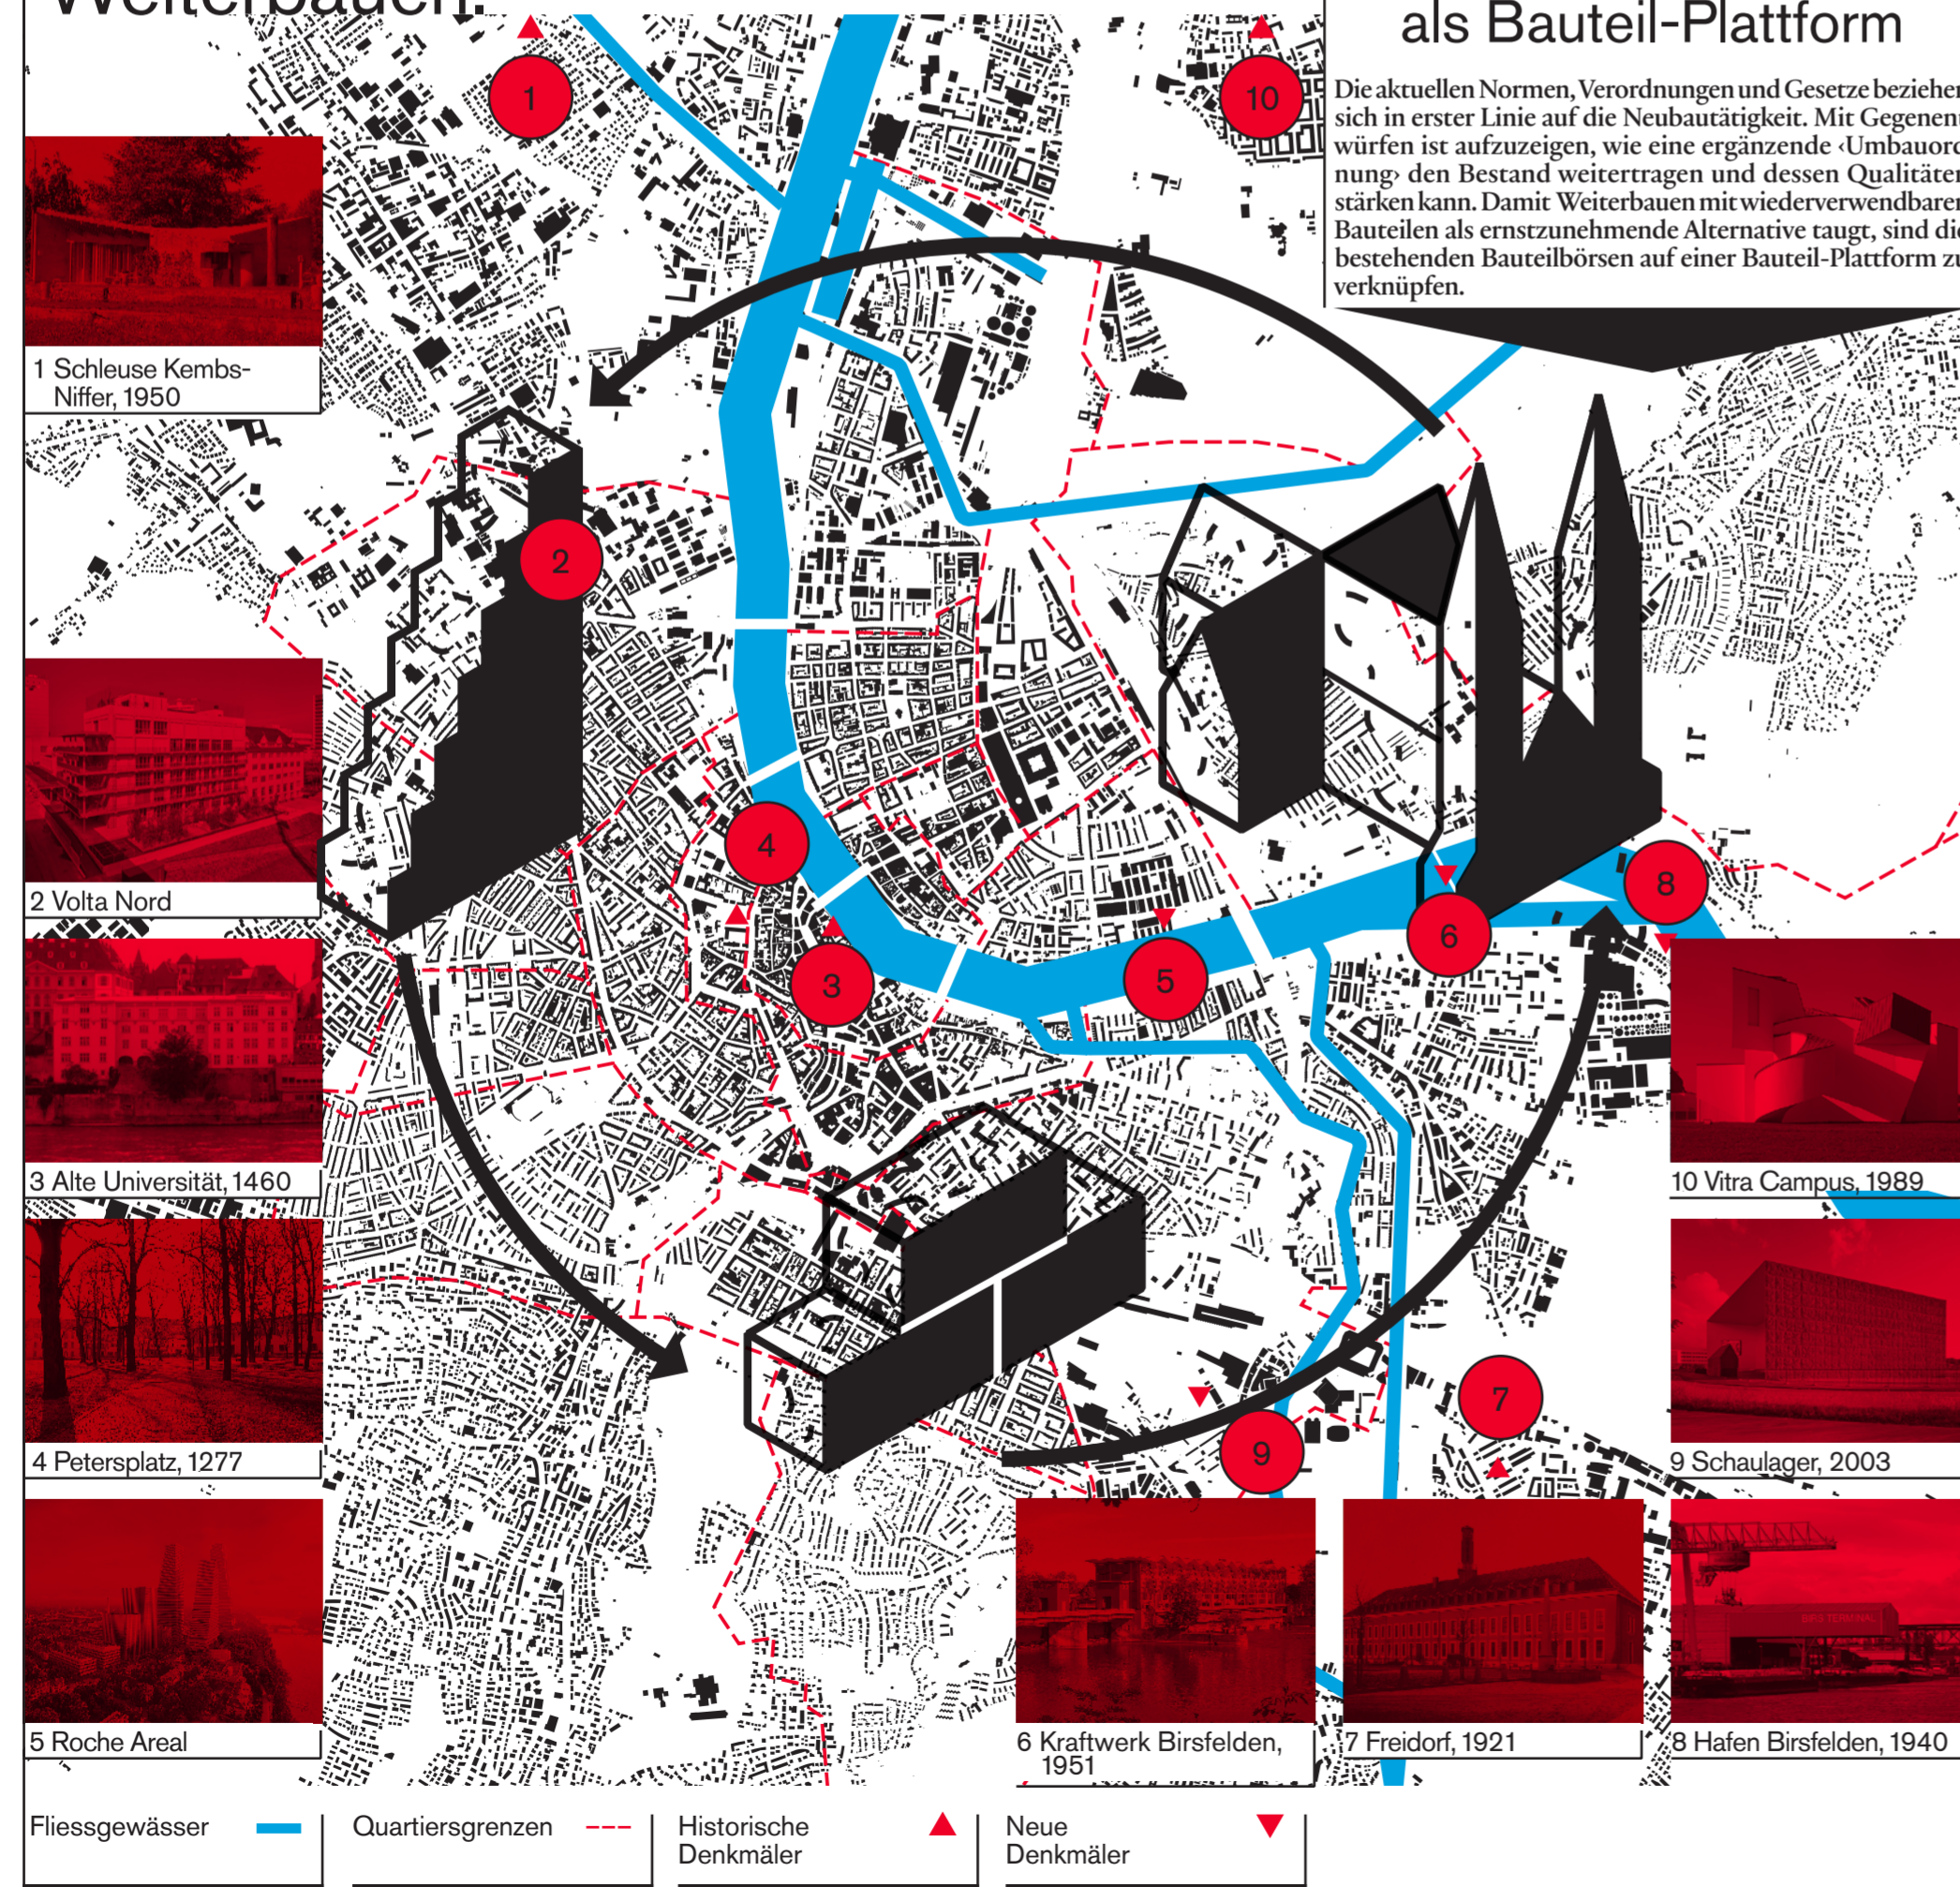 Weiterbauen.
als Bauteil-Plattform
Die aktuellen Normen, Verordnungen und Gesetze beziehen
sich in erster Linie auf die Neubautätigkeit. Mit Gegenent
würfen ist aufzuzeigen, wie eine ergänzende ‹Umbauord
nung› den Bestand weitertragen und dessen Qualitäten
stärken kann. Damit Weiterbauen mit wiederverwendbaren
Bauteilen als ernstzunehmende Alternative taugt, sind die
bestehenden Bauteilbörsen auf einer Bauteil-Plattform zu
verknüpfen.
1
10
2
4
3
5
6
8
7
9
1 Schleuse Kembs-
Niffer, 1950
2 Volta Nord
3 Alte Universität, 1460
4 Petersplatz, 1277
5 Roche Areal
10 Vitra Campus, 1989
9 Schaulager, 2003
BIRS TERMINAL
6 Kraftwerk Birsfelden,
1951
7 Freidorf, 1921
8 Hafen Birsfelden, 1940
Fliessgewässer
Quartiersgrenzen
Historische
Denkmäler
Neue
Denkmäler